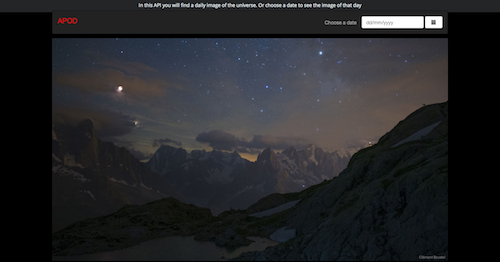 In this API you will find a daily image of the universe. Or choose a date to see the image of that day
APOD
Choose a date
dd/mm/yyyy